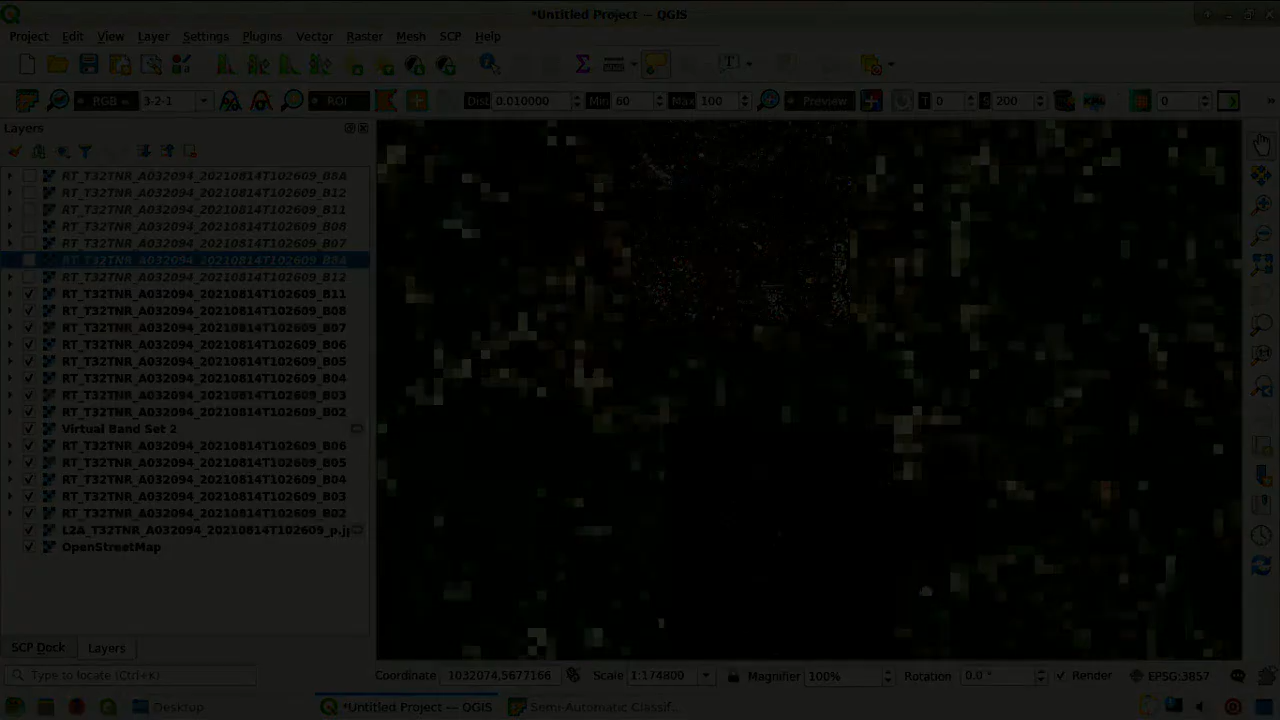 *Untitled Project — QGIS
Project Edit View Layer Settings Plugins Vector Raster Mesh SCP Help
RGB = 3-2-1 ROI Dist 0.010000 Min 60 Max 100 Preview T 0 S 200 0
Layers
RT_T32TNR_A032094_20210814T102609_B8A
RT_T32TNR_A032094_20210814T102609_B12
RT_T32TNR_A032094_20210814T102609_B11
RT_T32TNR_A032094_20210814T102609_B08
RT_T32TNR_A032094_20210814T102609_B07
RT_T32TNR_A032094_20210814T102609_B8A
RT_T32TNR_A032094_20210814T102609_B12
RT_T32TNR_A032094_20210814T102609_B11
RT_T32TNR_A032094_20210814T102609_B08
RT_T32TNR_A032094_20210814T102609_B07
RT_T32TNR_A032094_20210814T102609_B06
RT_T32TNR_A032094_20210814T102609_B05
RT_T32TNR_A032094_20210814T102609_B04
RT_T32TNR_A032094_20210814T102609_B03
RT_T32TNR_A032094_20210814T102609_B02
Virtual Band Set 2
RT_T32TNR_A032094_20210814T102609_B06
RT_T32TNR_A032094_20210814T102609_B05
RT_T32TNR_A032094_20210814T102609_B04
RT_T32TNR_A032094_20210814T102609_B03
RT_T32TNR_A032094_20210814T102609_B02
L2A_T32TNR_A032094_20210814T102609_p.jp
OpenStreetMap
SCP Dock Layers
Type to locate (Ctrl+K) Coordinate 1032074,5677166 Scale 1:174800 Magnifier 100% Rotation 0.0 ° Render EPSG:3857
Desktop *Untitled Project — QGIS Semi-Automatic Classif...